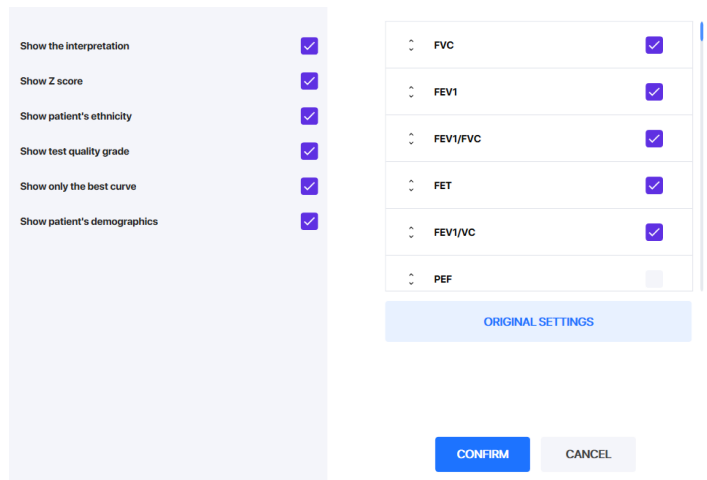 Show the interpretation
Show Z score
Show patient's ethnicity
Show test quality grade
Show only the best curve
Show patient's demographics
FVC
FEV1
FEV1/FVC
FET
FEV1/VC
PEF
ORIGINAL SETTINGS
CONFIRM
CANCEL